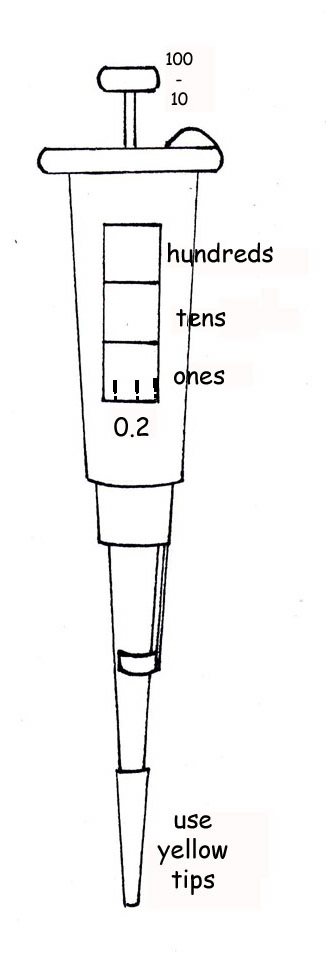 100
-
10
hundreds
tens
ones
0.2
use
yellow
tips